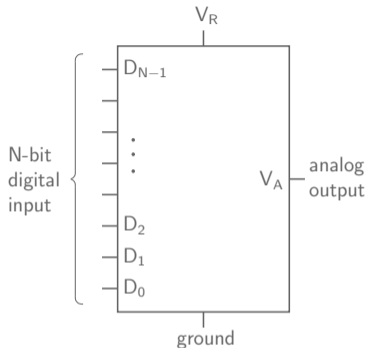 V_R
D_{N−1}
N-bit
digital
input
V_A
analog
output
D_2
D_1
D_0
ground